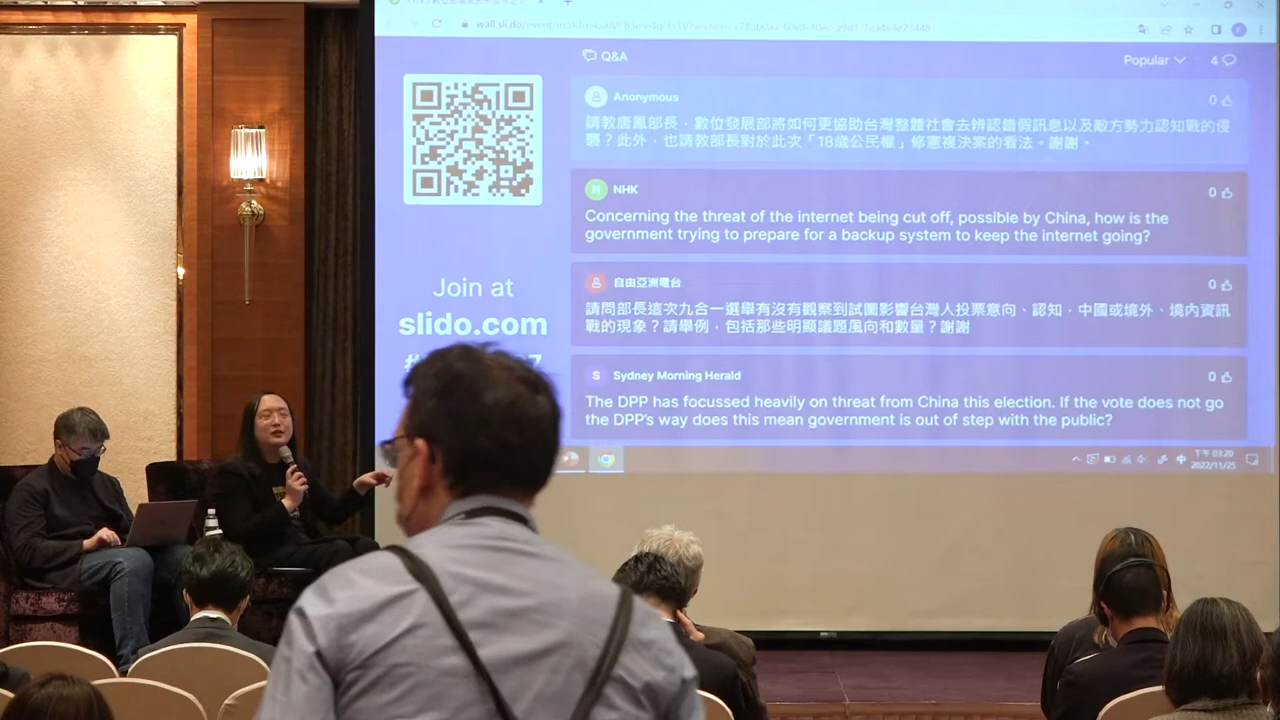 wall.sli.do/event/
Q&A
Popular
4
Anonymous
0
請教唐鳳部長，數位發展部將如何更協助台灣整體社會去辨認錯假訊息以及敵方勢力認知戰的侵
襲？此外，也請教部長對於此次「18歲公民權」修憲複決案的看法。謝謝。
N
NHK
0
Concerning the threat of the internet being cut off, possible by China, how is the
government trying to prepare for a backup system to keep the internet going?
自由亞洲電台
0
請問部長這次九合一選舉有沒有觀察到試圖影響台灣人投票意向、認知，中國或境外、境內資訊
戰的現象？請舉例，包括那些明顯議題風向和數量？謝謝
S
Sydney Morning Herald
0
The DPP has focussed heavily on threat from China this election. If the vote does not go
the DPP's way does this mean government is out of step with the public?
Join at
slido.com
中
下午 03:20
2022/11/25